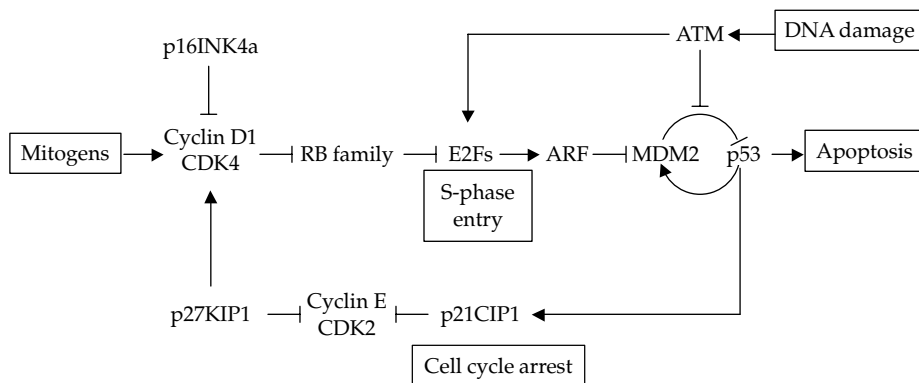 ATM
DNA damage
p16INK4a
Mitogens
Cyclin D1
CDK4
RB family
E2Fs
ARF
MDM2
p53
Apoptosis
S-phase
entry
p27KIP1
Cyclin E
CDK2
p21CIP1
Cell cycle arrest